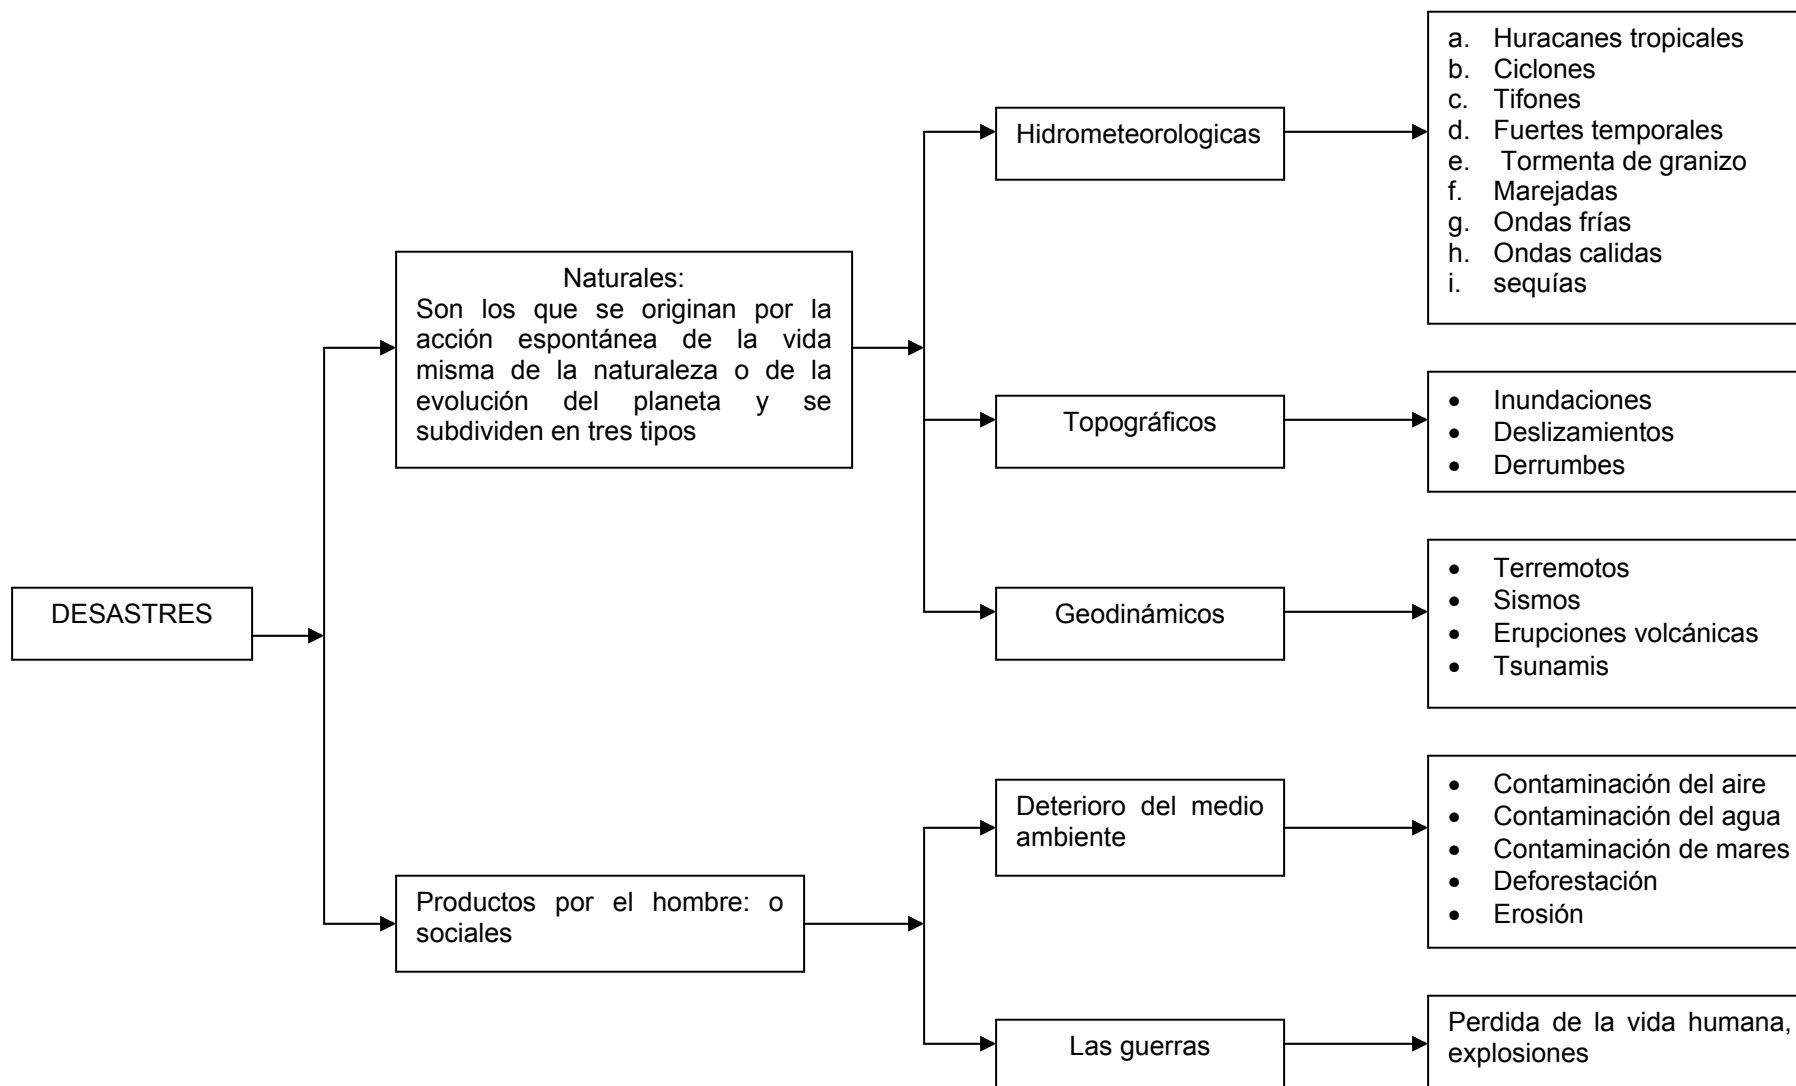 DESASTRES
Naturales:
Son los que se originan por la
acción espontánea de la vida
misma de la naturaleza o de la
evolución del planeta y se
subdividen en tres tipos
Hidrometeorologicas
a. Huracanes tropicales
b. Ciclones
c. Tifones
d. Fuertes temporales
e. Tormenta de granizo
f. Marejadas
g. Ondas frías
h. Ondas calidas
i. sequías
Topográficos
• Inundaciones
• Deslizamientos
• Derrumbes
Geodinámicos
• Terremotos
• Sismos
• Erupciones volcánicas
• Tsunamis
Productos por el hombre: o
sociales
Deterioro del medio
ambiente
• Contaminación del aire
• Contaminación del agua
• Contaminación de mares
• Deforestación
• Erosión
Las guerras
Perdida de la vida humana,
explosiones